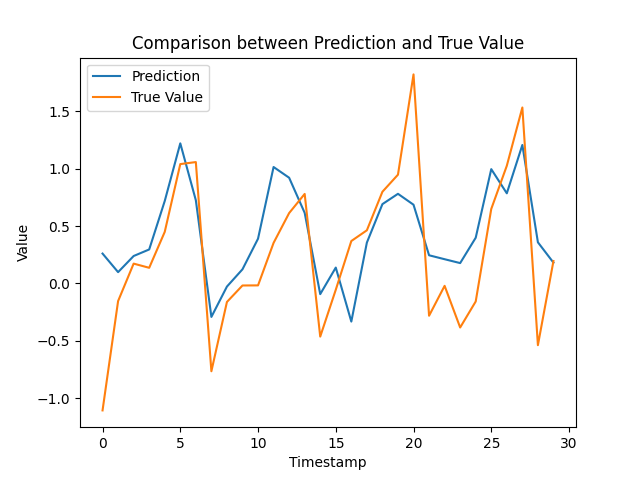 Comparison between Prediction and True Value
Prediction
True Value
1.5
1.0
0.5
0.0
−0.5
−1.0
Value
0
5
10
15
20
25
30
Timestamp